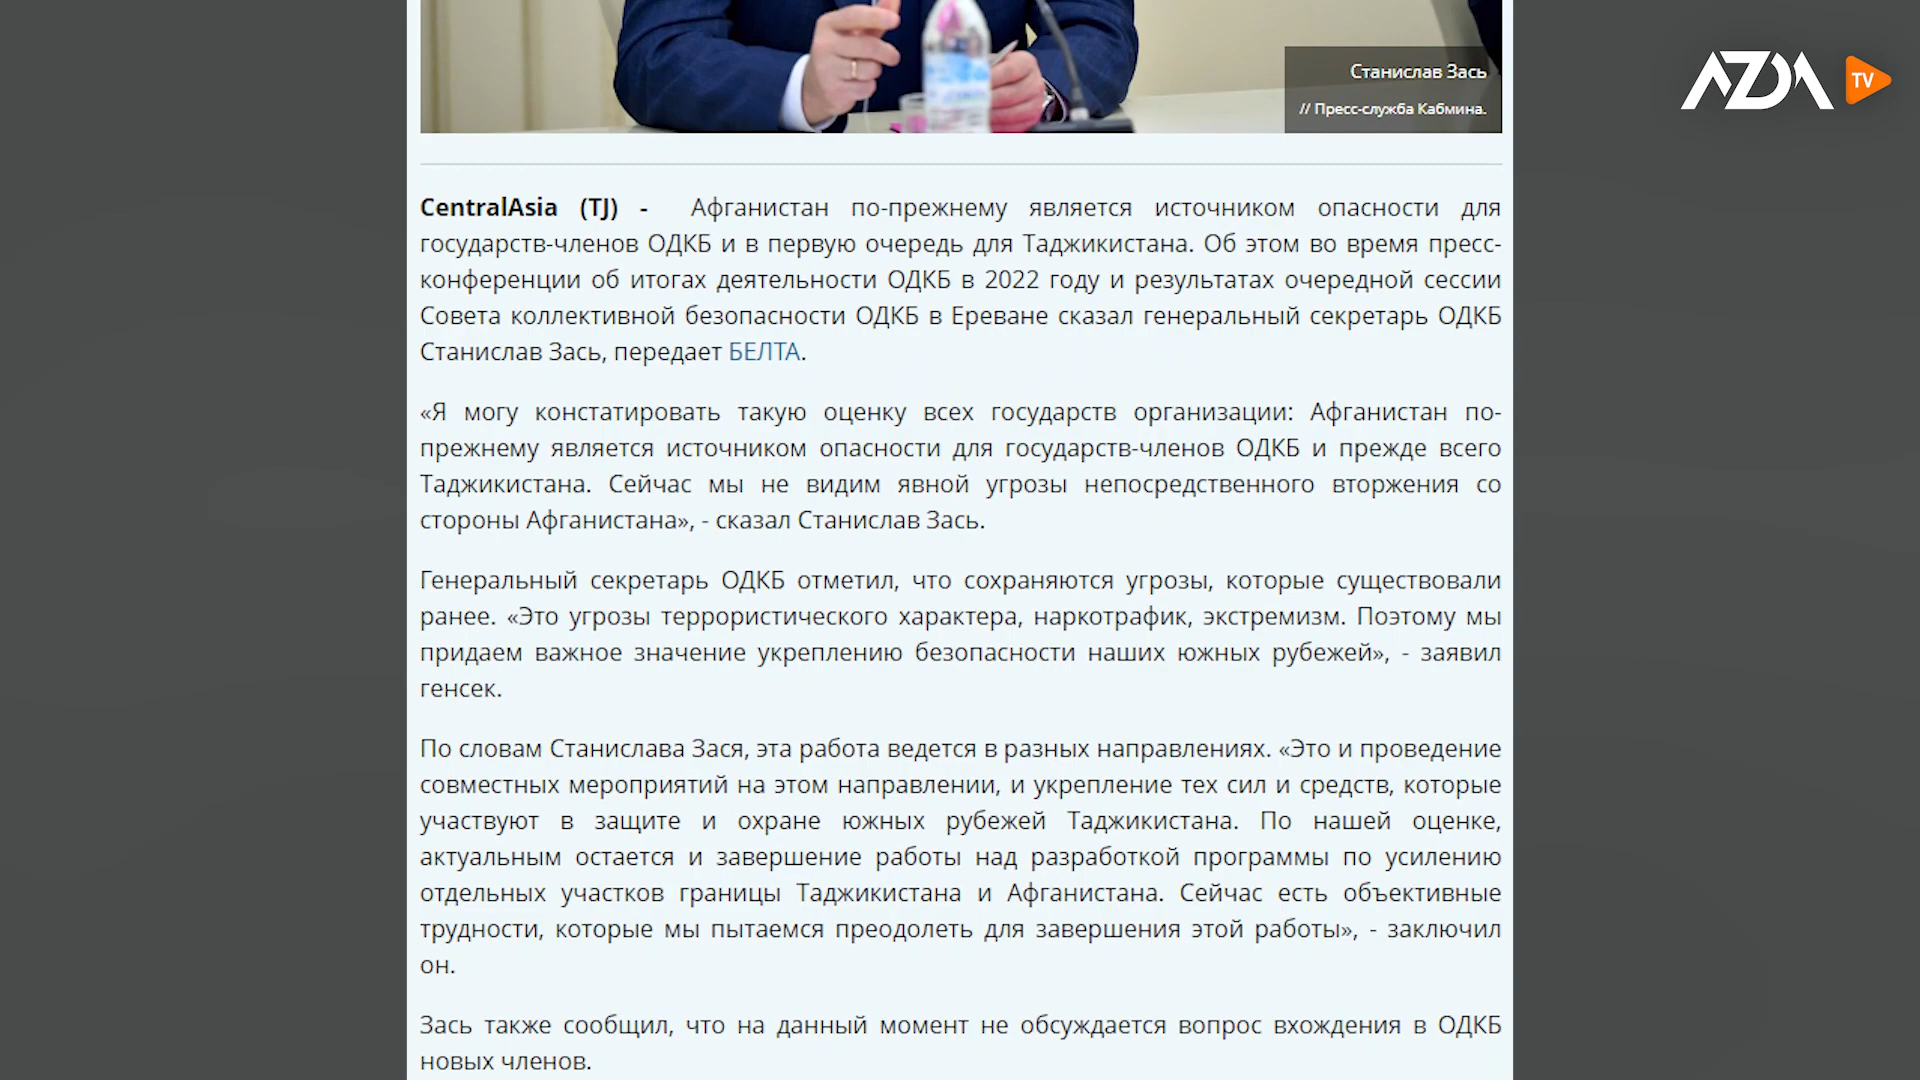 Станислав Зась
// Пресс-служба Кабмина.
AZDA TV
CentralAsia (TJ) - Афганистан по-прежнему является источником опасности для
государств-членов ОДКБ и в первую очередь для Таджикистана. Об этом во время пресс-
конференции об итогах деятельности ОДКБ в 2022 году и результатах очередной сессии
Совета коллективной безопасности ОДКБ в Ереване сказал генеральный секретарь ОДКБ
Станислав Зась, передает БЕЛТА.
«Я могу констатировать такую оценку всех государств организации: Афганистан по-
прежнему является источником опасности для государств-членов ОДКБ и прежде всего
Таджикистана. Сейчас мы не видим явной угрозы непосредственного вторжения со
стороны Афганистана», - сказал Станислав Зась.
Генеральный секретарь ОДКБ отметил, что сохраняются угрозы, которые существовали
ранее. «Это угрозы террористического характера, наркотрафик, экстремизм. Поэтому мы
придаем важное значение укреплению безопасности наших южных рубежей», - заявил
генсек.
По словам Станислава Зася, эта работа ведется в разных направлениях. «Это и проведение
совместных мероприятий на этом направлении, и укрепление тех сил и средств, которые
участвуют в защите и охране южных рубежей Таджикистана. По нашей оценке,
актуальным остается и завершение работы над разработкой программы по усилению
отдельных участков границы Таджикистана и Афганистана. Сейчас есть объективные
трудности, которые мы пытаемся преодолеть для завершения этой работы», - заключил
он.
Зась также сообщил, что на данный момент не обсуждается вопрос вхождения в ОДКБ
новых членов.